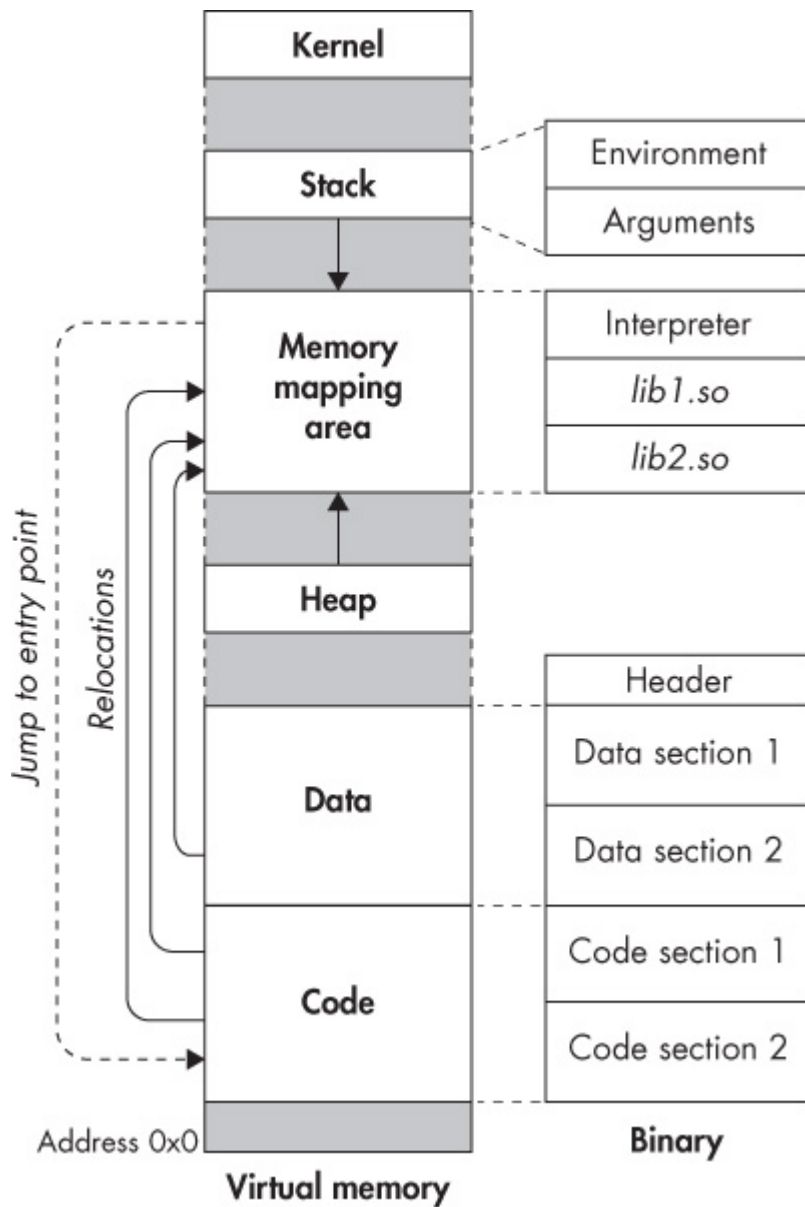 Kernel
Stack
Memory
mapping
area
Heap
Data
Code
Address 0x0
Virtual memory
Jump to entry point
Relocations
Environment
Arguments
Interpreter
lib1.so
lib2.so
Header
Data section 1
Data section 2
Code section 1
Code section 2
Binary